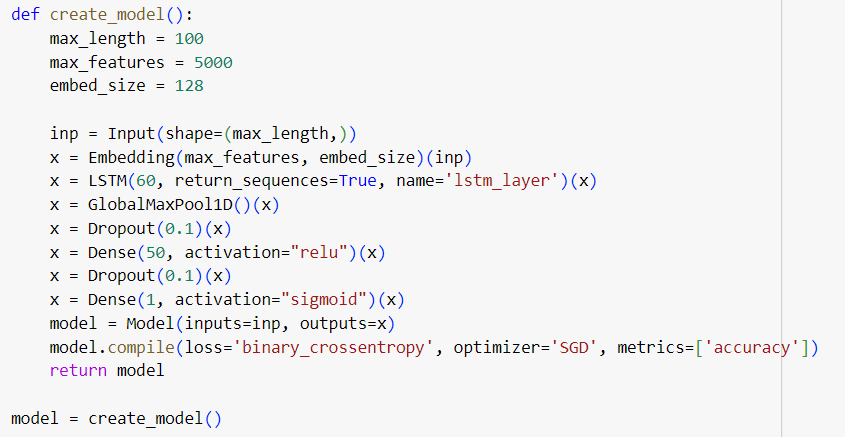 def create_model():
    max_length = 100
    max_features = 5000
    embed_size = 128

    inp = Input(shape=(max_length,))
    x = Embedding(max_features, embed_size)(inp)
    x = LSTM(60, return_sequences=True, name='lstm_layer')(x)
    x = GlobalMaxPool1D()(x)
    x = Dropout(0.1)(x)
    x = Dense(50, activation="relu")(x)
    x = Dropout(0.1)(x)
    x = Dense(1, activation="sigmoid")(x)
    model = Model(inputs=inp, outputs=x)
    model.compile(loss='binary_crossentropy', optimizer='SGD', metrics=['accuracy'])
    return model

model = create_model()